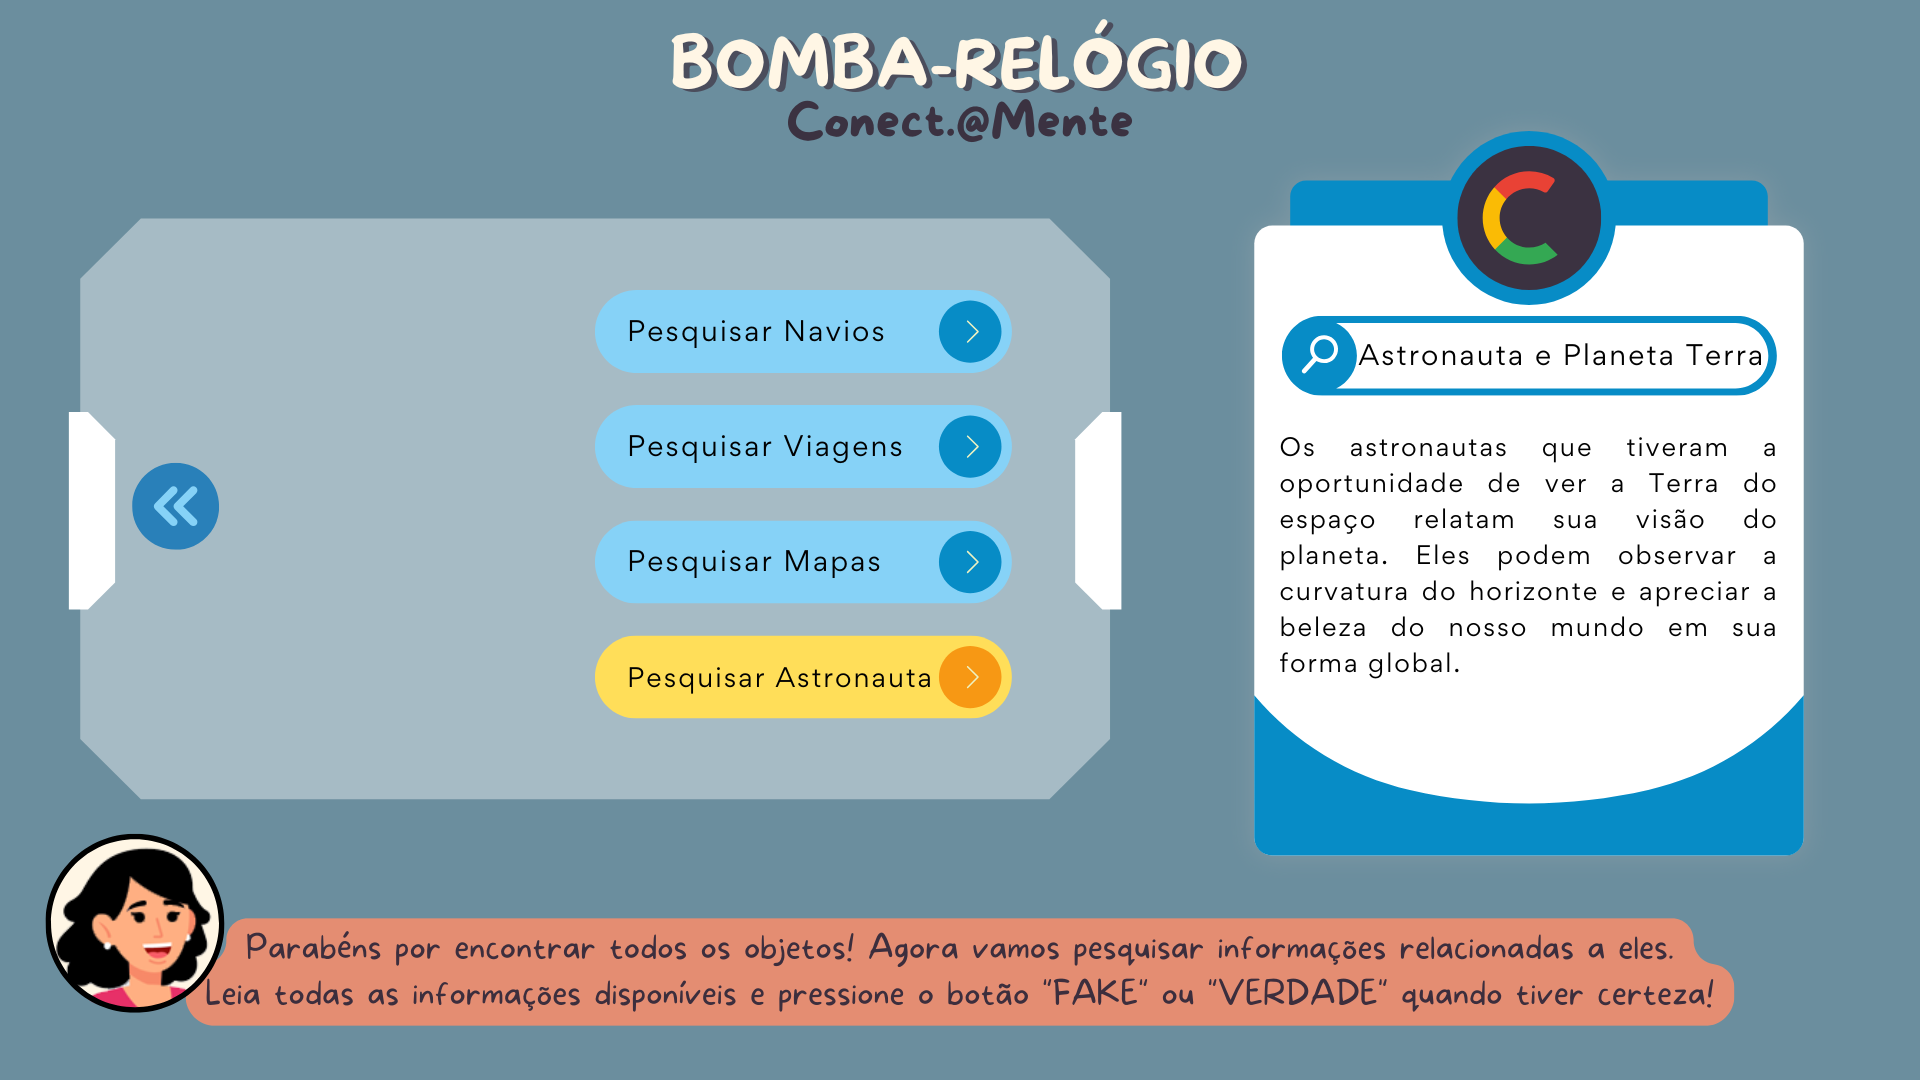 BOMBA-RELÓGIO
Conect.@Mente
Pesquisar Navios
Pesquisar Viagens
Pesquisar Mapas
Pesquisar Astronauta
C
Astronauta e Planeta Terra
Os astronautas que tiveram a
oportunidade de ver a Terra do
espaço relatam sua visão do
planeta. Eles podem observar a
curvatura do horizonte e apreciar a
beleza do nosso mundo em sua
forma global.
Parabéns por encontrar todos os objetos! Agora vamos pesquisar informações relacionadas a eles.
Leia todas as informações disponíveis e pressione o botão "FAKE" ou "VERDADE" quando tiver certeza!